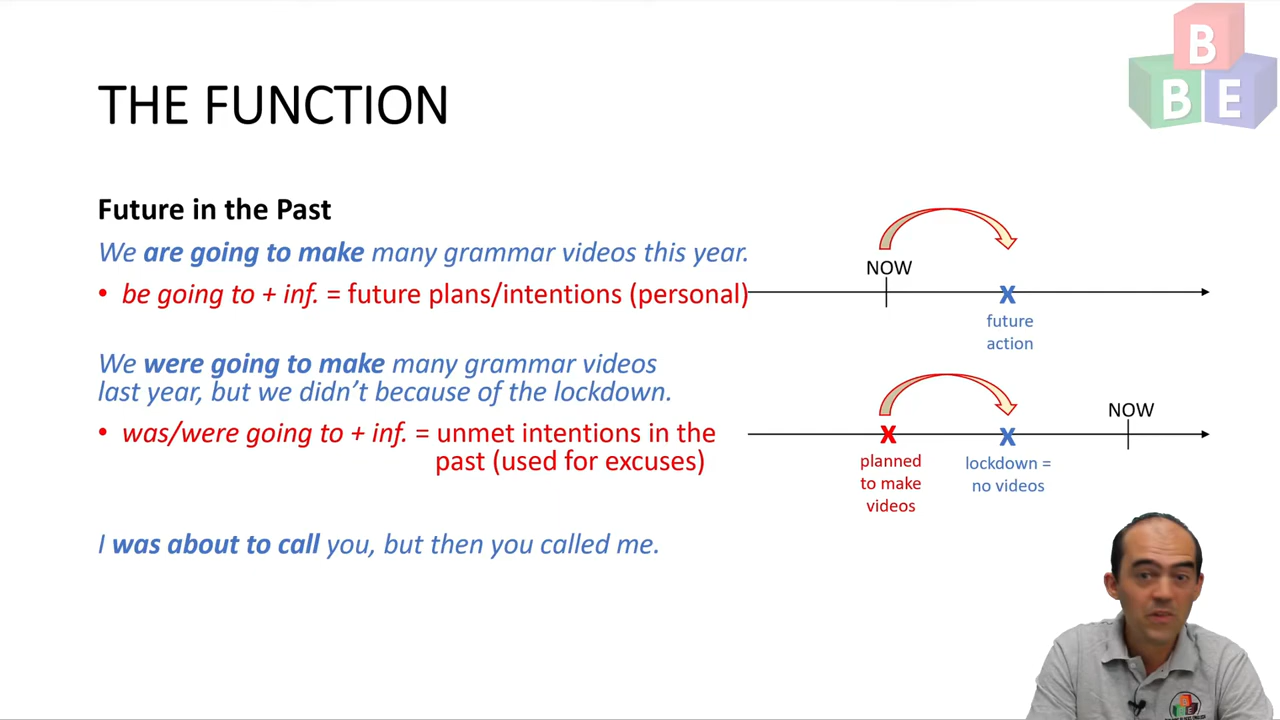 B
B E
THE FUNCTION
Future in the Past
We are going to make many grammar videos this year.
• be going to + inf. = future plans/intentions (personal)
NOW
X
future
action
We were going to make many grammar videos
last year, but we didn’t because of the lockdown.
• was/were going to + inf. = unmet intentions in the
past (used for excuses)
NOW
X X
planned
to make
videos
lockdown =
no videos
I was about to call you, but then you called me.